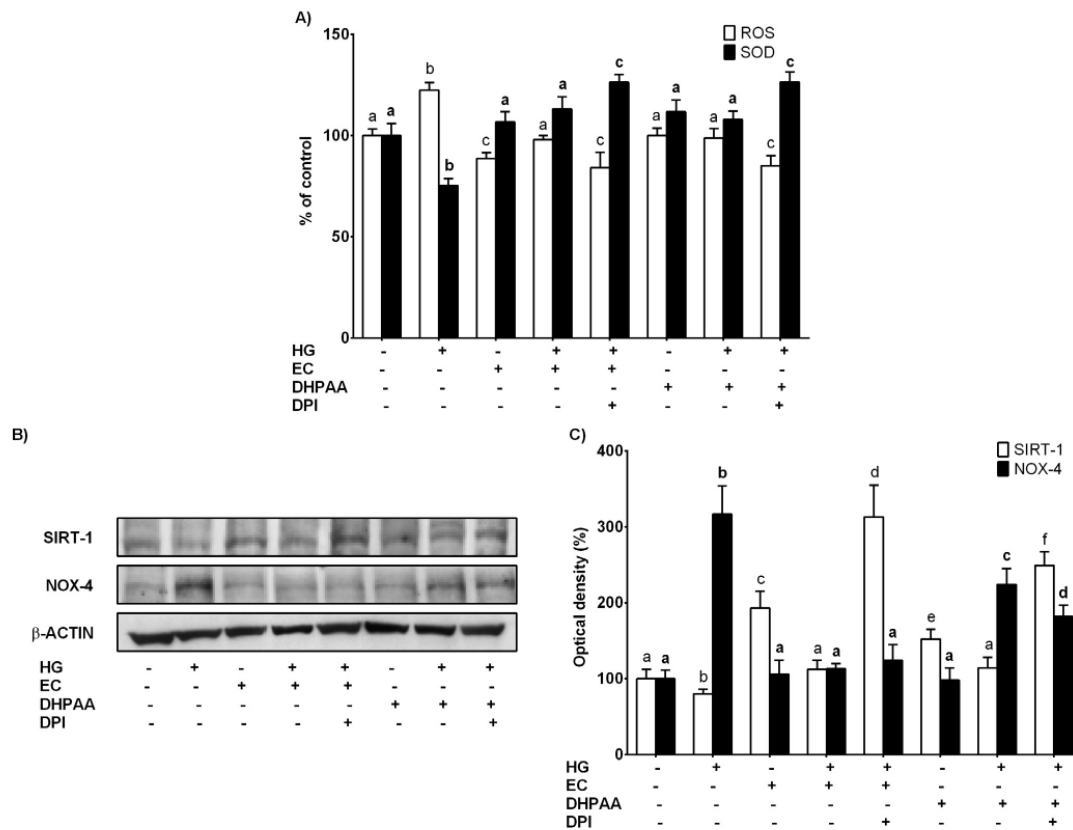 A)
ROS
SOD
% of control
150
100
50
0
a a b b c a a a c c a a a a c c
HG - + - + + - + +
EC - - + + + - - -
DHPAA - - - - - + + +
DPI - - - - + - - +
B)
SIRT-1
NOX-4
β-ACTIN
HG - + - + + - + +
EC - - + + + - - -
DHPAA - - - - - + + +
DPI - - - - + - - +
C)
SIRT-1
NOX-4
Optical density (%)
400
300
200
100
0
a a b b c a a a d a e a a c f d
HG - + - + + - + +
EC - - + + + - - -
DHPAA - - - - - + + +
DPI - - - - + - - +